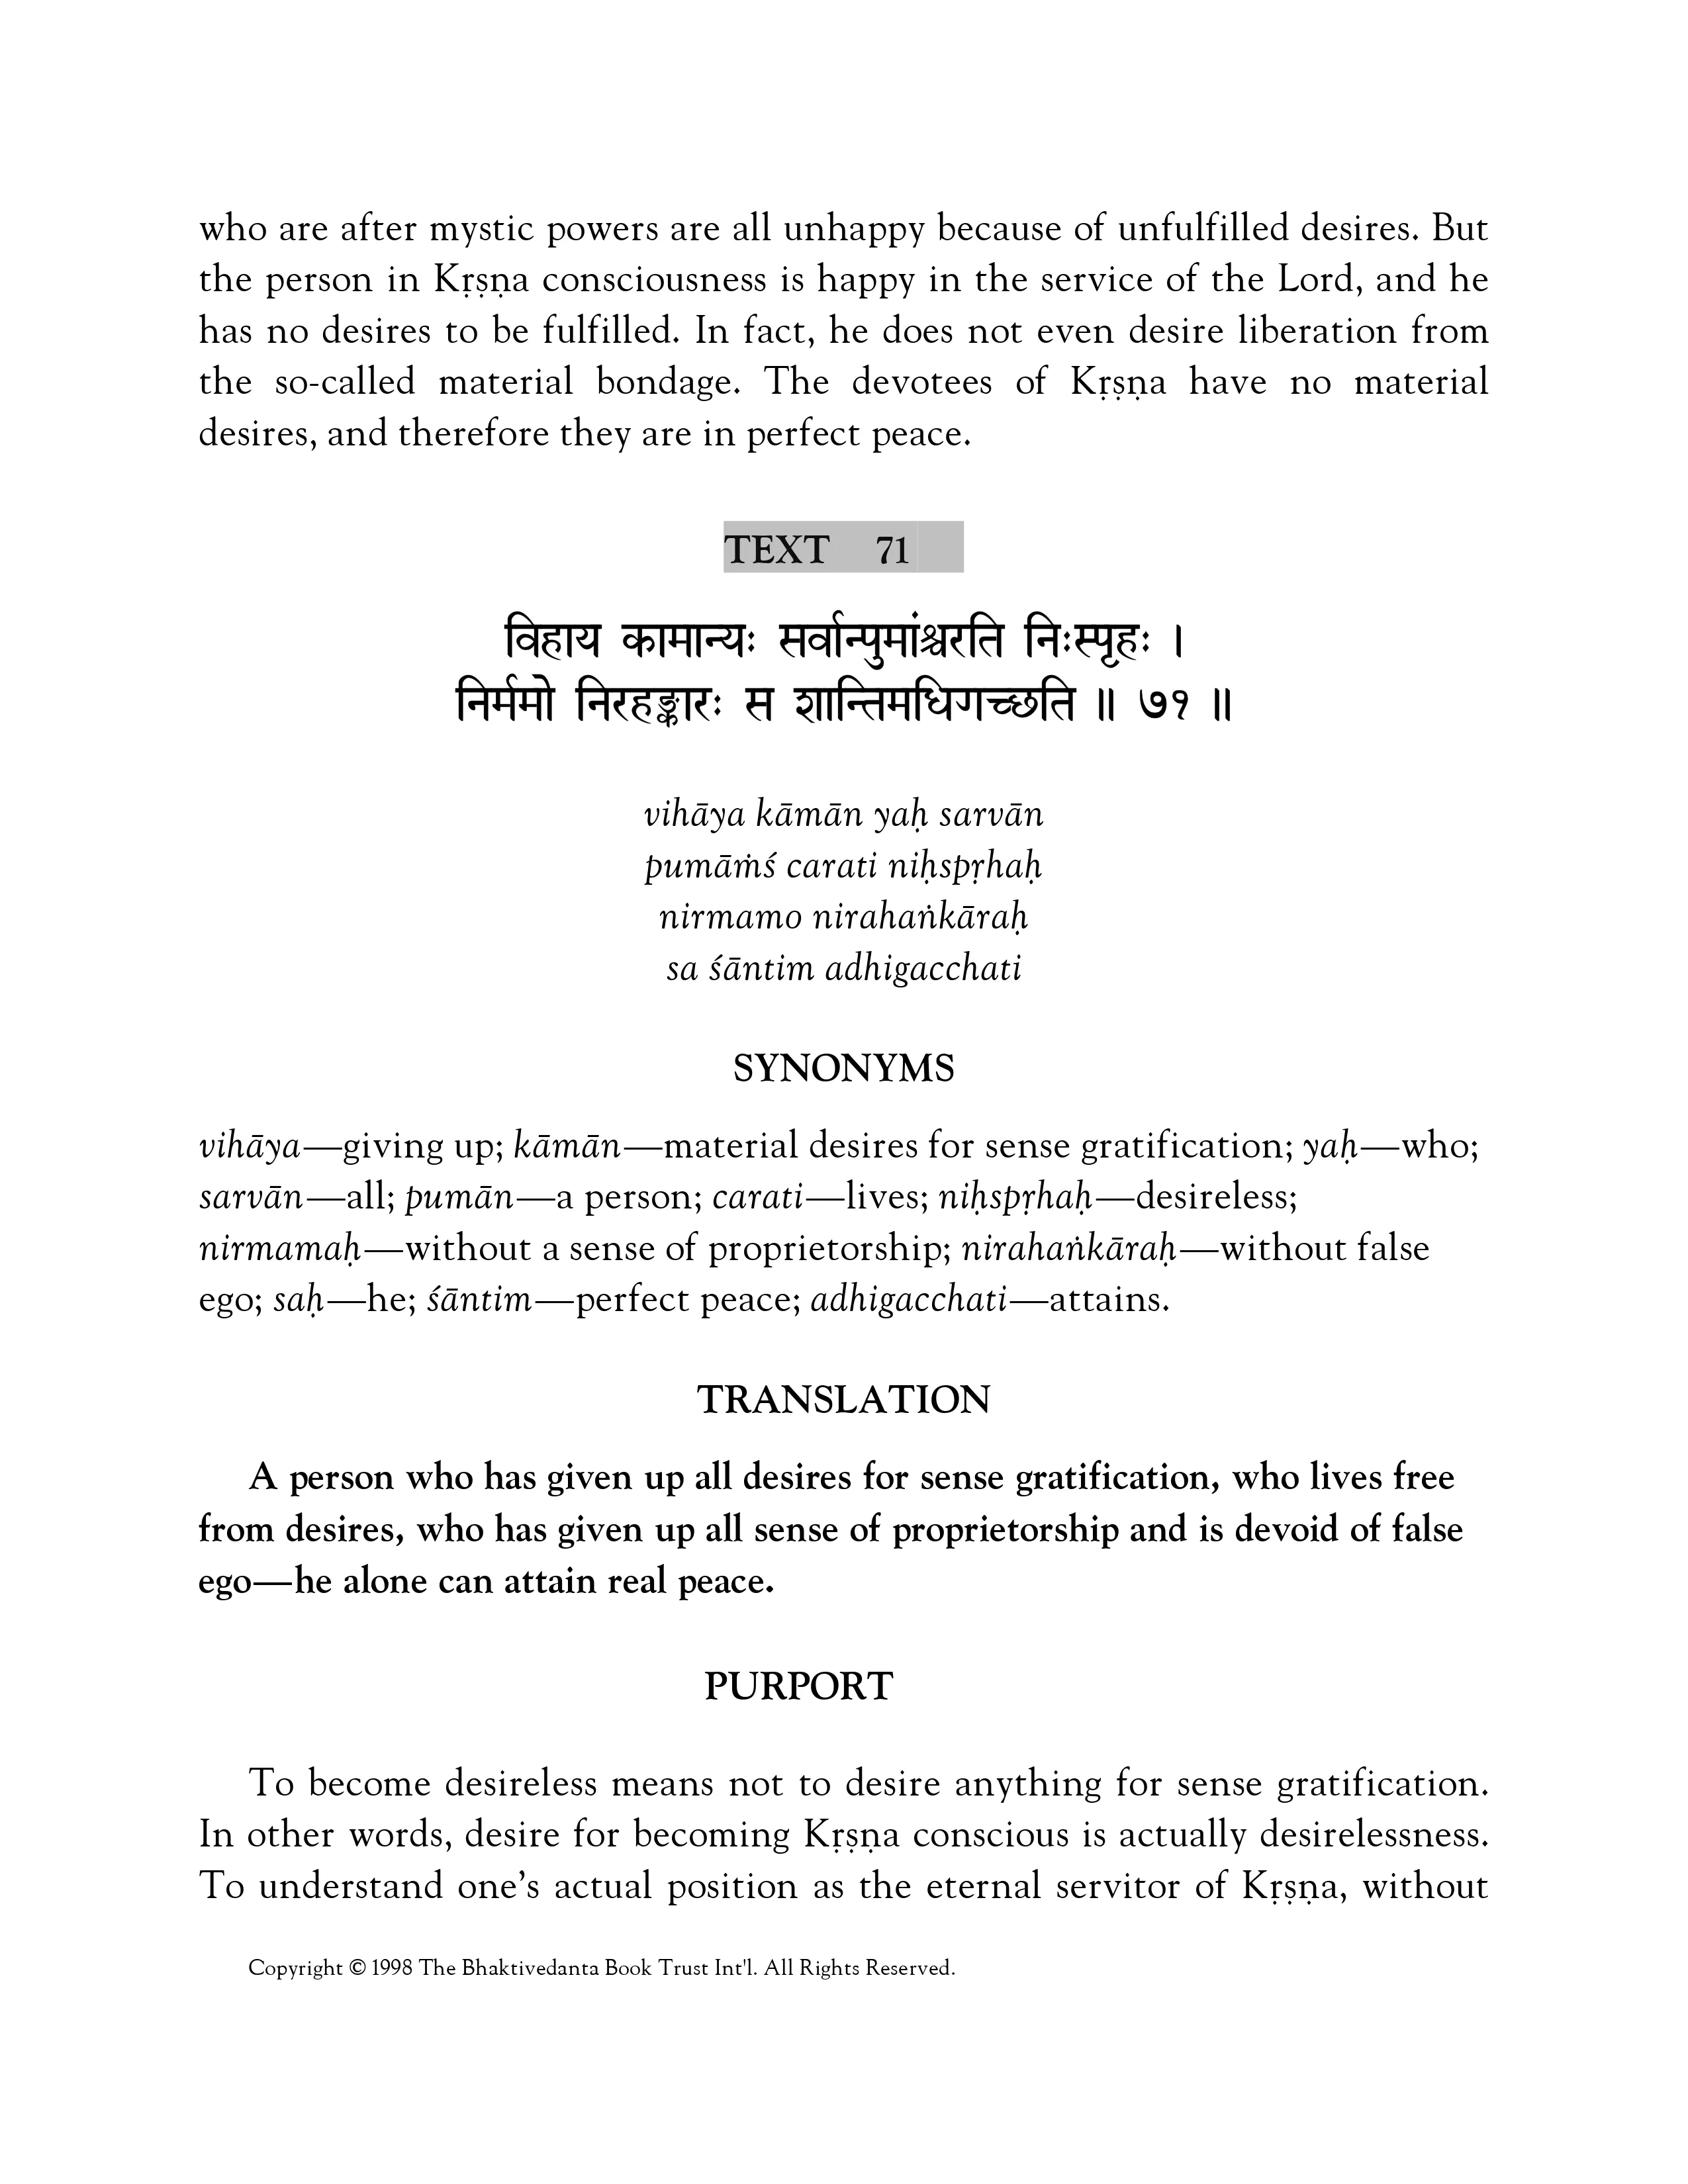 who are after mystic powers are all unhappy because of unfulfilled desires. But
the person in Kṛṣṇa consciousness is happy in the service of the Lord, and he
has no desires to be fulfilled. In fact, he does not even desire liberation from
the so-called material bondage. The devotees of Kṛṣṇa have no material
desires, and therefore they are in perfect peace.
TEXT 71
विहाय कामान्यः सर्वान्पुमांश्चरति निःस्पृहः ।
निर्ममो निरहङ्कारः स शान्तिमधिगच्छति ॥ ७१ ॥
vihāya kāmān yaḥ sarvān
pumāṁś carati niḥspṛhaḥ
nirmamo nirahaṅkāraḥ
sa śāntim adhigacchati
SYNONYMS
vihāya—giving up; kāmān—material desires for sense gratification; yaḥ—who;
sarvān—all; pumān—a person; carati—lives; niḥspṛhaḥ—desireless;
nirmamaḥ—without a sense of proprietorship; nirahaṅkāraḥ—without false
ego; saḥ—he; śāntim—perfect peace; adhigacchati—attains.
TRANSLATION
A person who has given up all desires for sense gratification, who lives free
from desires, who has given up all sense of proprietorship and is devoid of false
ego—he alone can attain real peace.
PURPORT
To become desireless means not to desire anything for sense gratification.
In other words, desire for becoming Kṛṣṇa conscious is actually desirelessness.
To understand one’s actual position as the eternal servitor of Kṛṣṇa, without
Copyright © 1998 The Bhaktivedanta Book Trust Int'l. All Rights Reserved.